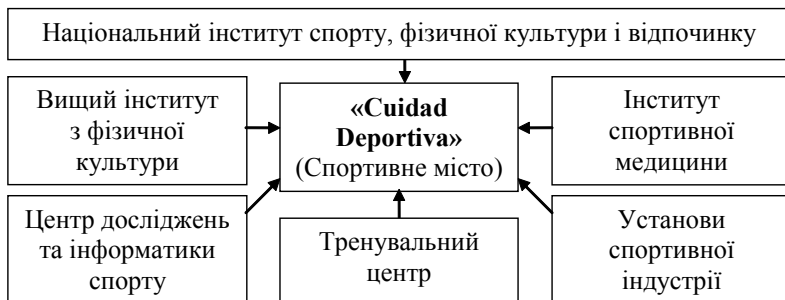 Національний інститут спорту, фізичної культури і відпочинку
Вищий інститут
з фізичної
культури
«Cuidad
Deportiva»
(Спортивне місто)
Інститут
спортивної
медицини
Центр досліджень
та інформатики
спорту
Тренувальний
центр
Установи
спортивної
індустрії